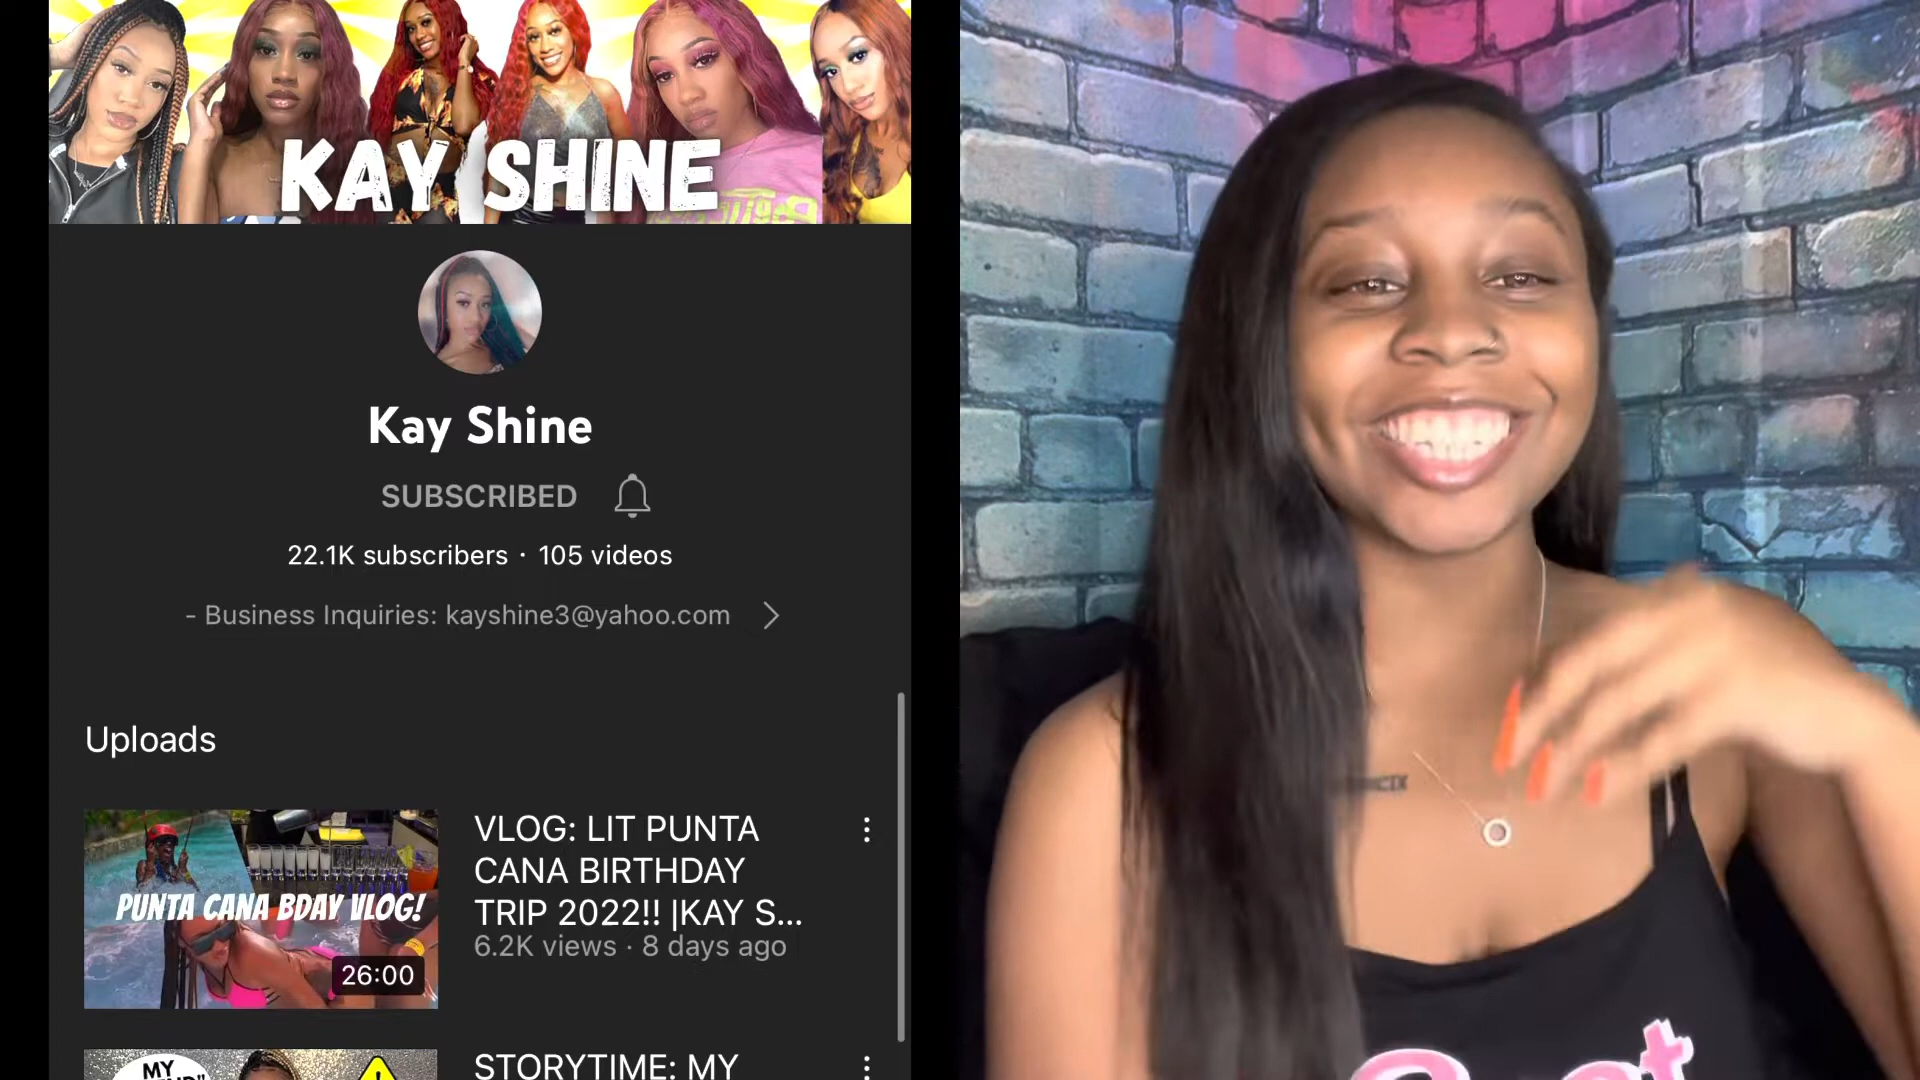 KAY SHINE
Kay Shine
SUBSCRIBED
22.1K subscribers · 105 videos
- Business Inquiries: kayshine3@yahoo.com
Uploads
PUNTA CANA BDAY VLOG!
26:00
VLOG: LIT PUNTA
CANA BIRTHDAY
TRIP 2022!! |KAY S...
6.2K views · 8 days ago
MY
STORYTIME: MY